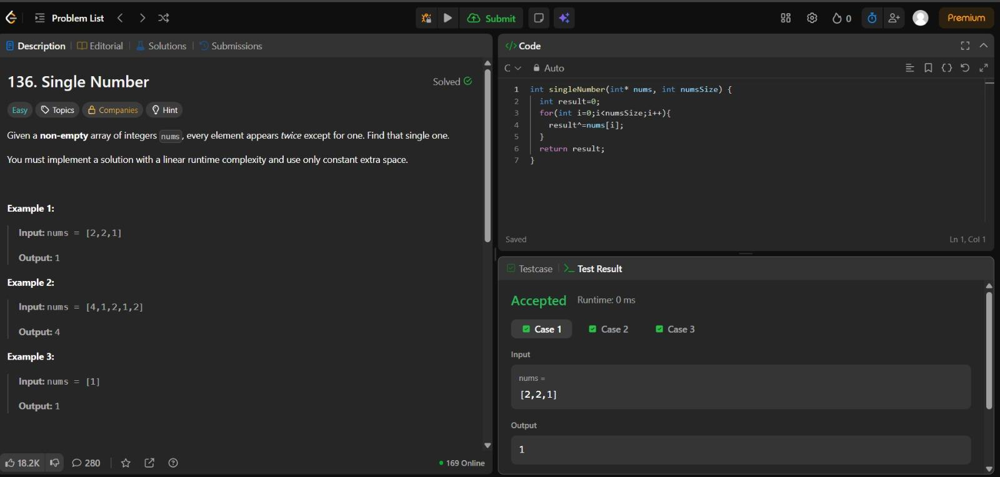 Problem List
Submit
0
Premium
Description
Editorial
Solutions
Submissions
136. Single Number
Solved
Easy
Topics
Companies
Hint
Given a non-empty array of integers nums, every element appears twice except for one. Find that single one.
You must implement a solution with a linear runtime complexity and use only constant extra space.
Example 1:
Input: nums = [2,2,1]
Output: 1
Example 2:
Input: nums = [4,1,2,1,2]
Output: 4
Example 3:
Input: nums = [1]
Output: 1
18.2K
280
169 Online
</> Code
C
Auto
1 int singleNumber(int* nums, int numsSize) {
2 int result=0;
3 for(int i=0;i<numsSize;i++){
4 result^=nums[i];
5 }
6 return result;
7 }
Saved
Ln 1, Col 1
Testcase
>_ Test Result
Accepted
Runtime: 0 ms
Case 1
Case 2
Case 3
Input
nums =
[2,2,1]
Output
1